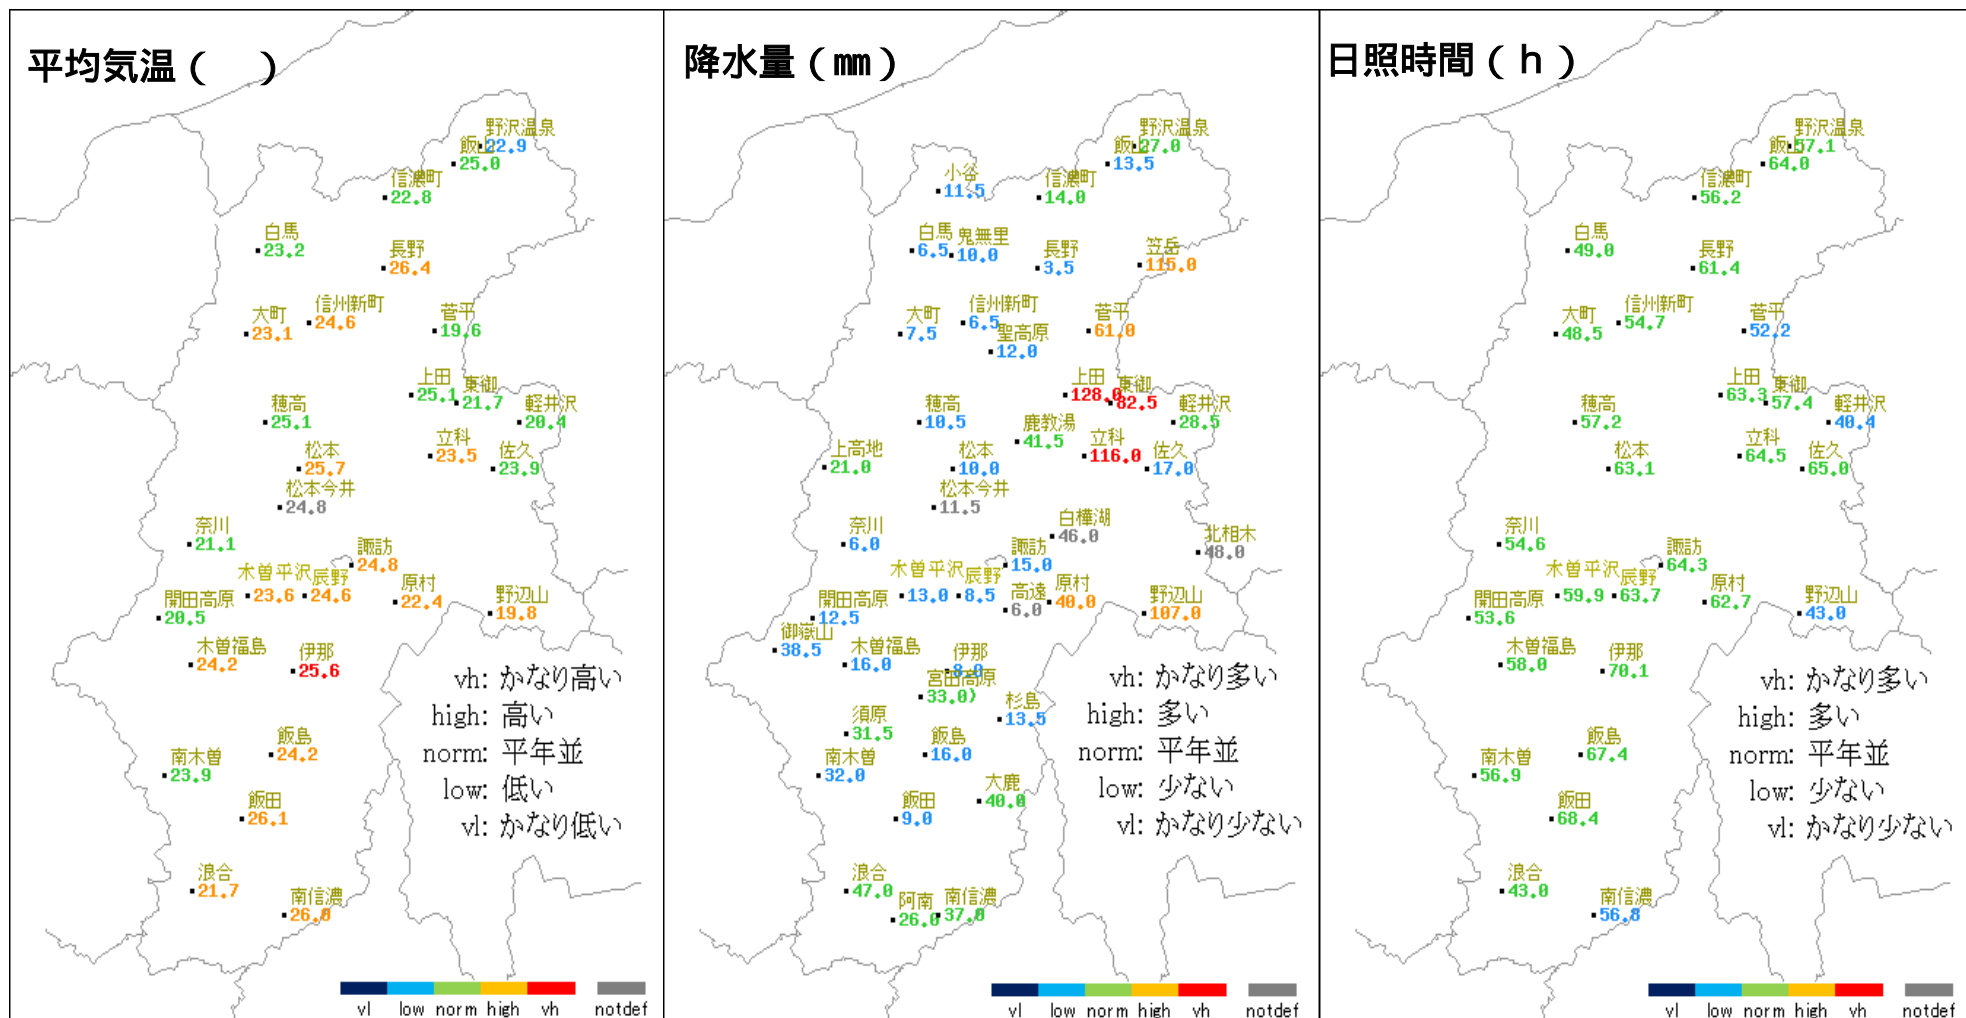 平均気温(　)
野沢温泉
22.9
飯山
25.0
信濃町
22.8
白馬
23.2
長野
26.4
大町
23.1
信州新町
24.6
菅平
19.6
上田
25.1
東御
21.7
軽井沢
20.4
穂高
25.1
松本
25.7
立科
23.5
佐久
23.9
松本今井
24.8
奈川
21.1
諏訪
24.8
木曽平沢
23.6
辰野
24.6
原村
22.4
野辺山
19.8
開田高原
20.5
木曽福島
24.2
伊那
25.6
飯島
24.2
南木曽
23.9
飯田
26.1
浪合
21.7
南信濃
26.0
vh: かなり高い
high: 高い
norm: 平年並
low: 低い
vl: かなり低い
vl low norm high vh notdef
降水量(mm)
野沢温泉
27.0
飯山
13.5
小谷
11.5
信濃町
14.0
白馬
6.5
鬼無里
10.0
長野
3.5
笠岳
115.0
大町
7.5
信州新町
6.5
聖高原
12.0
菅平
61.0
上田
128.0
東御
82.5
軽井沢
28.5
穂高
10.5
鹿教湯
41.5
立科
116.0
佐久
17.0
上高地
21.0
松本
10.0
松本今井
11.5
白樺湖
46.0
北相木
48.0
奈川
6.0
諏訪
15.0
木曽平沢
13.0
辰野
8.5
高遠
6.0
原村
40.0
野辺山
107.0
開田高原
12.5
御嶽山
38.5
木曽福島
16.0
伊那
8.0
宮田高原
33.0)
杉島
13.5
須原
31.5
飯島
16.0
南木曽
32.0
大鹿
40.0
飯田
9.0
浪合
47.0
阿南
26.0
南信濃
37.0
vh: かなり多い
high: 多い
norm: 平年並
low: 少ない
vl: かなり少ない
vl low norm high vh notdef
日照時間(h)
野沢温泉
57.1
飯山
64.0
信濃町
56.2
白馬
49.0
長野
61.4
大町
48.5
信州新町
54.7
菅平
52.2
上田
63.3
東御
57.4
軽井沢
40.4
穂高
57.2
松本
63.1
立科
64.5
佐久
65.0
奈川
54.6
諏訪
64.3
木曽平沢
59.9
辰野
63.7
原村
62.7
野辺山
43.0
開田高原
53.6
木曽福島
58.0
伊那
70.1
飯島
67.4
南木曽
56.9
飯田
68.4
浪合
43.0
南信濃
56.8
vh: かなり多い
high: 多い
norm: 平年並
low: 少ない
vl: かなり少ない
vl low norm high vh notdef